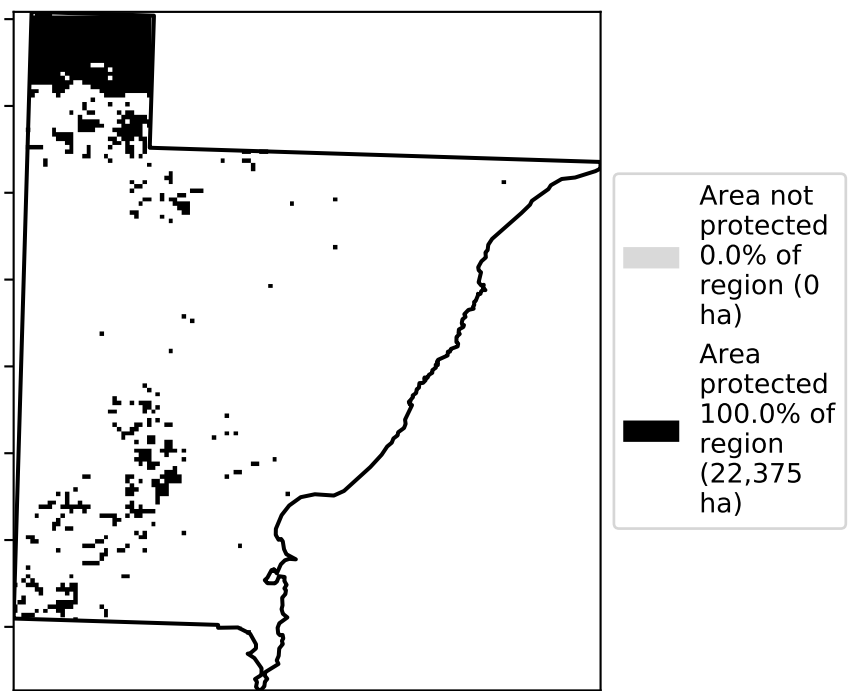 Area not
protected
0.0% of
region (0
ha)
Area
protected
100.0% of
region
(22,375
ha)